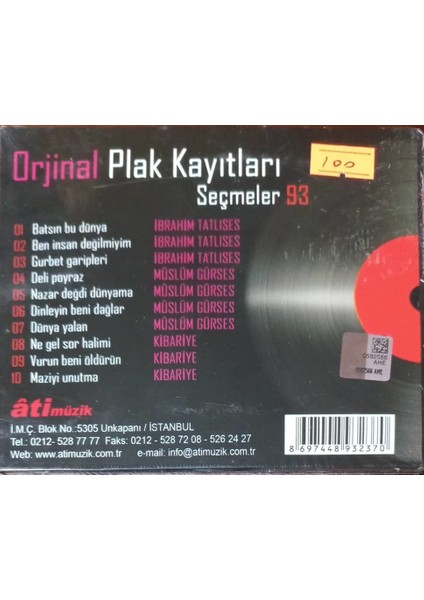 100
Orjinal Plak Kayıtları
Seçmeler 93
01 Batsın bu dünya İBRAHİM TATLISES
02 Ben insan değilmiyim İBRAHİM TATLISES
03 Gurbet garipleri İBRAHİM TATLISES
04 Deli poyraz MÜSLÜM GÜRSES
05 Nazar değdi dünyama MÜSLÜM GÜRSES
06 Dinleyin beni dağlar MÜSLÜM GÜRSES
07 Dünya yalan MÜSLÜM GÜRSES
08 Ne gel sor halimi KİBARİYE
09 Vurun beni öldürün KİBARİYE
10 Maziyi unutma KİBARİYE
âti müzik
İ.M.Ç. Blok No:5305 Unkapanı / İSTANBUL
Tel.: 0212- 528 77 77 Faks: 0212 - 528 72 08 - 526 24 27
Web: www.atimuzik.com.tr e-mail: info@atimuzik.com.tr
8 697448 932370
AME